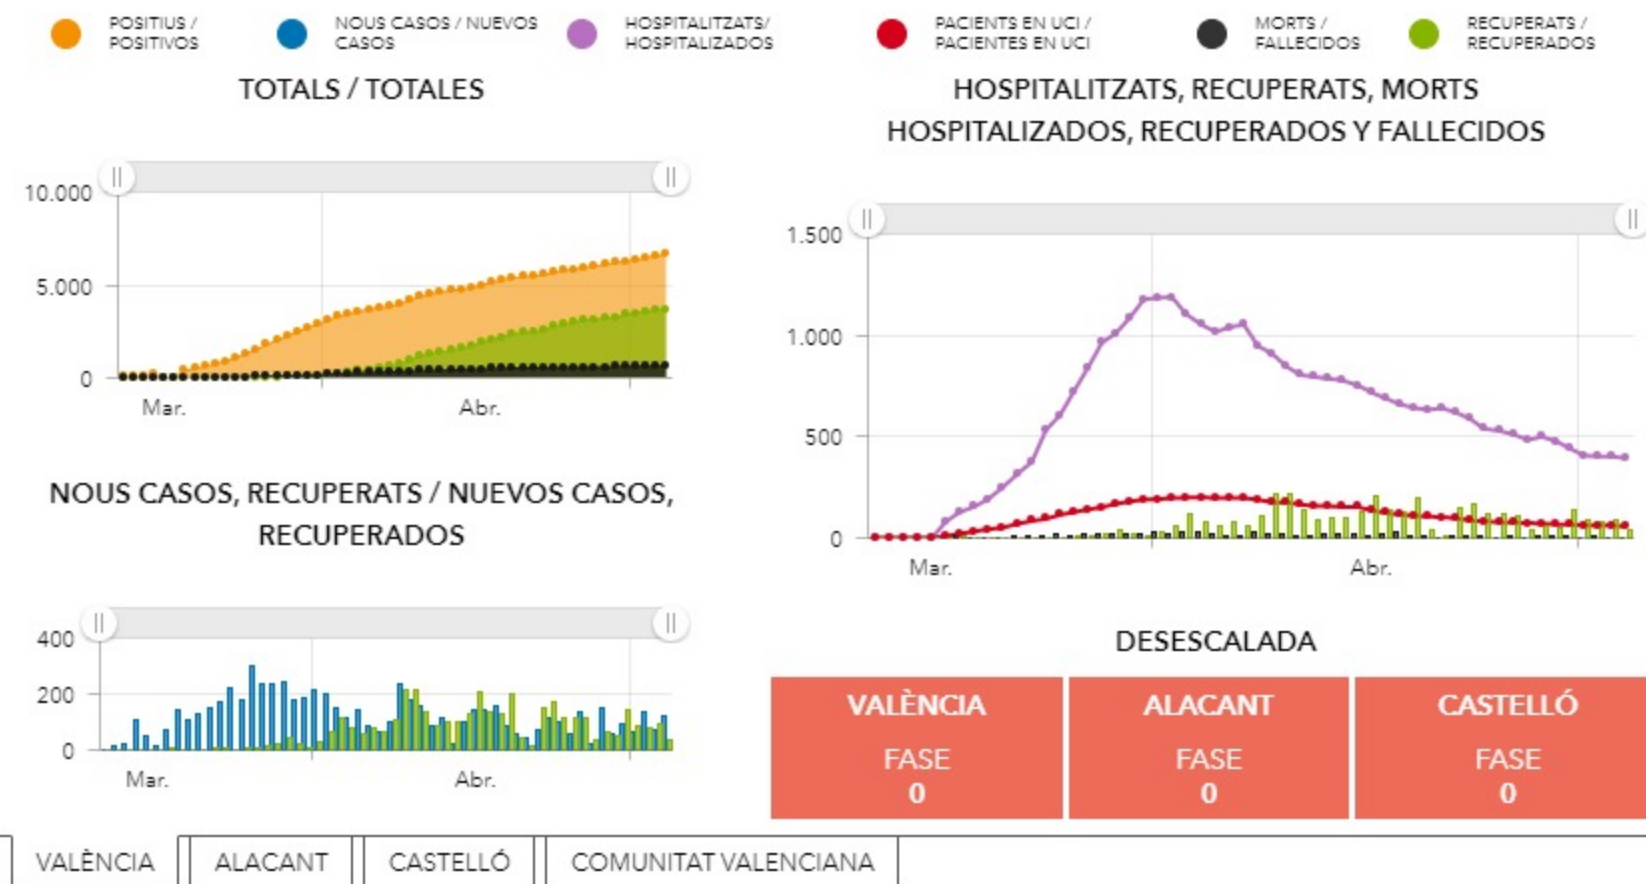 POSITIUS /
POSITIVOS
NOUS CASOS / NUEVOS
CASOS
HOSPITALITZATS/
HOSPITALIZADOS
PACIENTS EN UCI /
PACIENTES EN UCI
MORTS /
FALLECIDOS
RECUPERATS /
RECUPERADOS
TOTALS / TOTALES
10.000
5.000
0
Mar.
Abr.
NOUS CASOS, RECUPERATS / NUEVOS CASOS,
RECUPERADOS
400
200
0
Mar.
Abr.
HOSPITALITZATS, RECUPERATS, MORTS
HOSPITALIZADOS, RECUPERADOS Y FALLECIDOS
1.500
1.000
500
0
Mar.
Abr.
DESESCALADA
VALÈNCIA
FASE
0
ALACANT
FASE
0
CASTELLÓ
FASE
0
VALÈNCIA
ALACANT
CASTELLÓ
COMUNITAT VALENCIANA